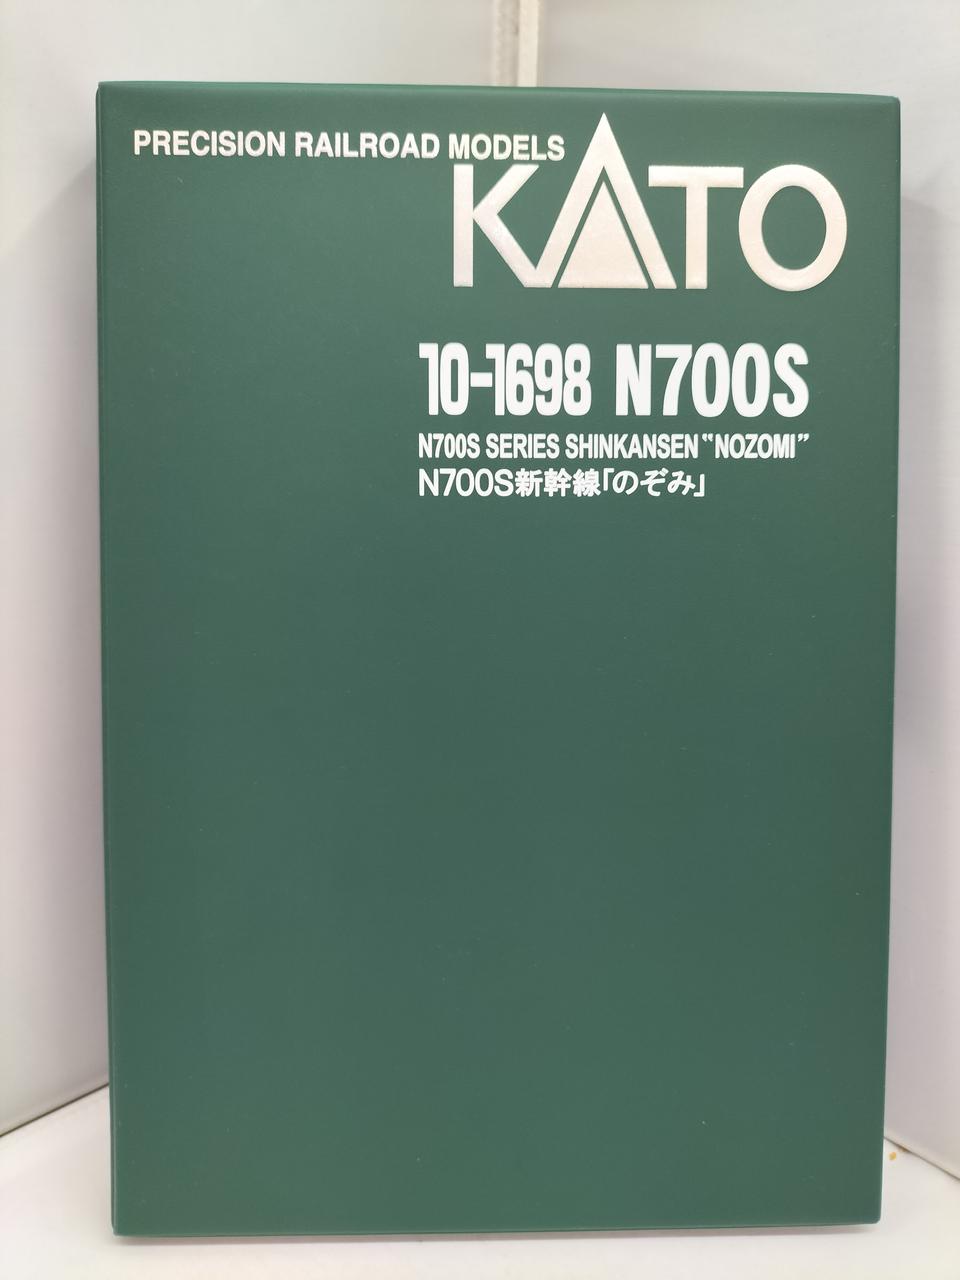 PRECISION RAILROAD MODELS
KATO
10-1698 N700S
N700S SERIES SHINKANSEN "NOZOMI"
N700S新幹線「のぞみ」